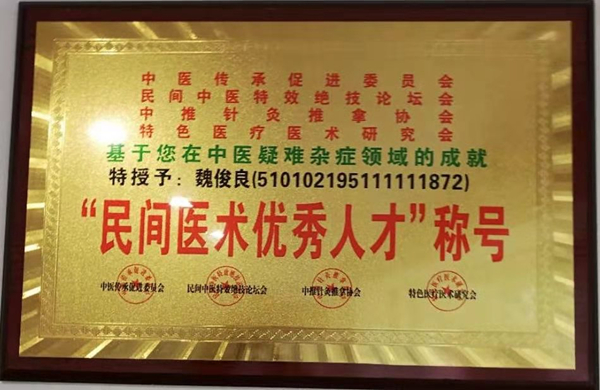 中医传承促进委员会
民间中医特效绝技论坛会
中推针灸推拿协会
特色医疗医术研究会
基于您在中医疑难杂症领域的成就
特授予：魏俊良(510102195111111872)
“民间医术优秀人才”称号
中医传承促进委员会 民间中医特效绝技论坛会 中推针灸推拿协会 特色医疗医术研究会